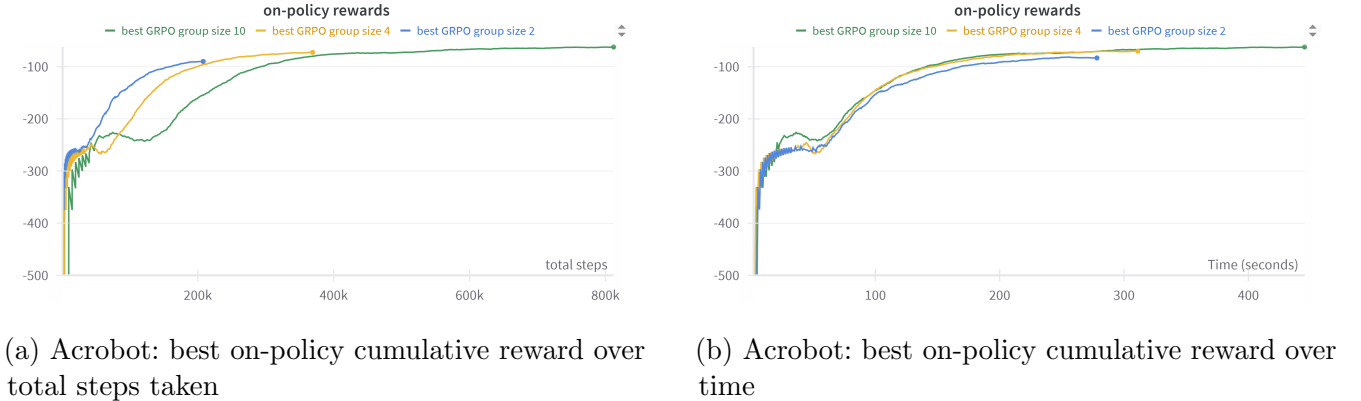 on-policy rewards
best GRPO group size 10 best GRPO group size 4 best GRPO group size 2
-100
-200
-300
-400
-500
total steps
200k 400k 600k 800k
(a) Acrobot: best on-policy cumulative reward over
total steps taken
on-policy rewards
best GRPO group size 10 best GRPO group size 4 best GRPO group size 2
-100
-200
-300
-400
-500
Time (seconds)
100 200 300 400
(b) Acrobot: best on-policy cumulative reward over
time